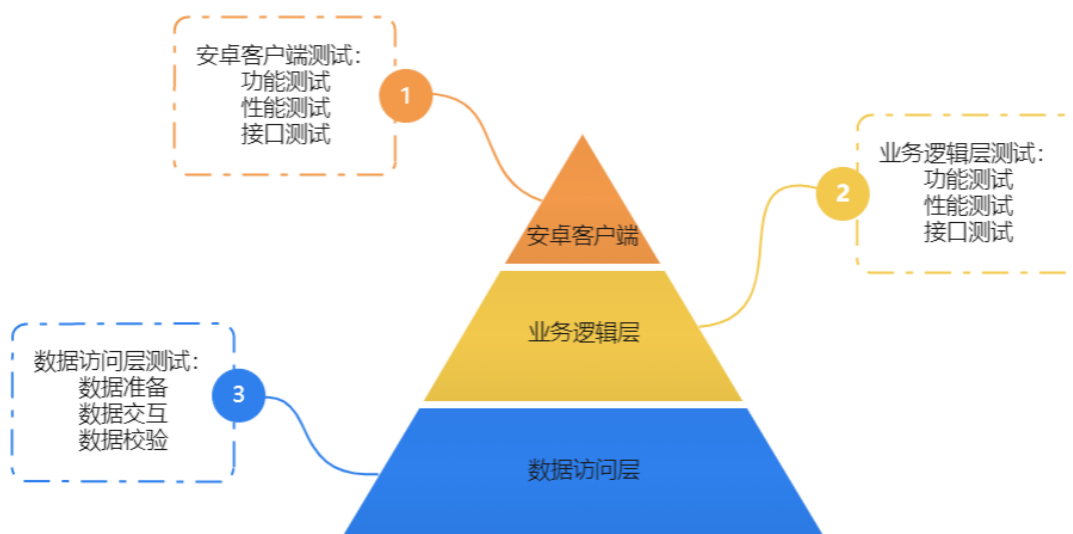 安卓客户端测试：
功能测试
性能测试
接口测试
1
业务逻辑层测试：
功能测试
性能测试
接口测试
2
安卓客户端
业务逻辑层
数据访问层测试：
数据准备
数据交互
数据校验
3
数据访问层